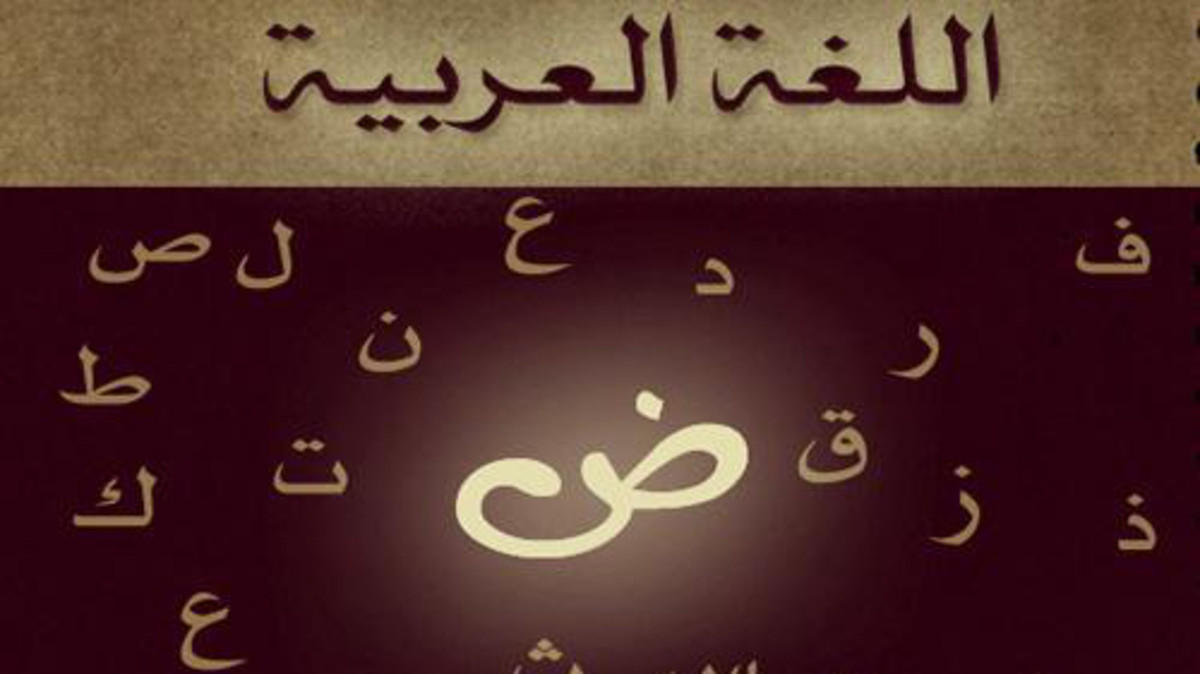 اللغة العربية
ف د ع ل ص
ر ن ط
ض ق ت
ذ ز ك
ع